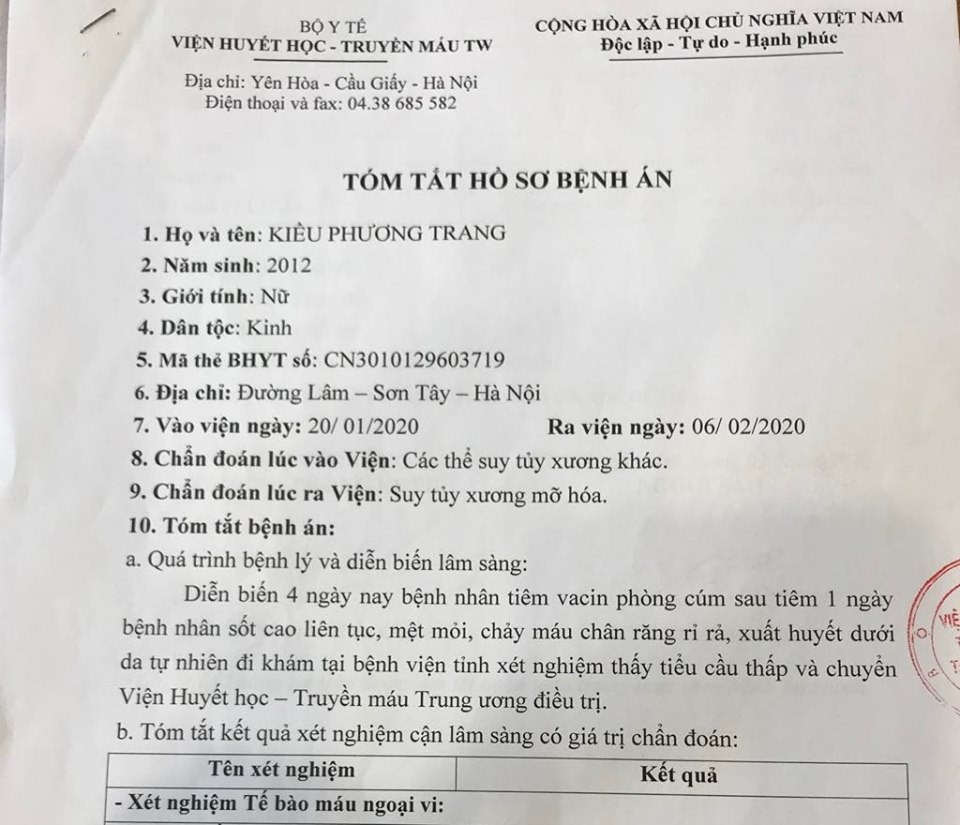 BỘ Y TẾ
VIỆN HUYẾT HỌC - TRUYỀN MÁU TW
Địa chỉ: Yên Hòa - Cầu Giấy - Hà Nội
Điện thoại và fax: 04.38 685 582
CỘNG HÒA XÃ HỘI CHỦ NGHĨA VIỆT NAM
Độc lập - Tự do - Hạnh phúc
TÓM TẮT HỒ SƠ BỆNH ÁN
1. Họ và tên: KIỀU PHƯƠNG TRANG
2. Năm sinh: 2012
3. Giới tính: Nữ
4. Dân tộc: Kinh
5. Mã thẻ BHYT số: CN3010129603719
6. Địa chỉ: Đường Lâm – Sơn Tây – Hà Nội
7. Vào viện ngày: 20/ 01/2020 Ra viện ngày: 06/ 02/2020
8. Chẩn đoán lúc vào Viện: Các thể suy tủy xương khác.
9. Chẩn đoán lúc ra Viện: Suy tủy xương mỡ hóa.
10. Tóm tắt bệnh án:
a. Quá trình bệnh lý và diễn biến lâm sàng:
Diễn biến 4 ngày nay bệnh nhân tiêm vacin phòng cúm sau tiêm 1 ngày
bệnh nhân sốt cao liên tục, mệt mỏi, chảy máu chân răng rỉ rả, xuất huyết dưới
da tự nhiên đi khám tại bệnh viện tỉnh xét nghiệm thấy tiểu cầu thấp và chuyển
Viện Huyết học – Truyền máu Trung ương điều trị.
b. Tóm tắt kết quả xét nghiệm cận lâm sàng có giá trị chẩn đoán:
Tên xét nghiệm Kết quả
- Xét nghiệm Tế bào máu ngoại vi: